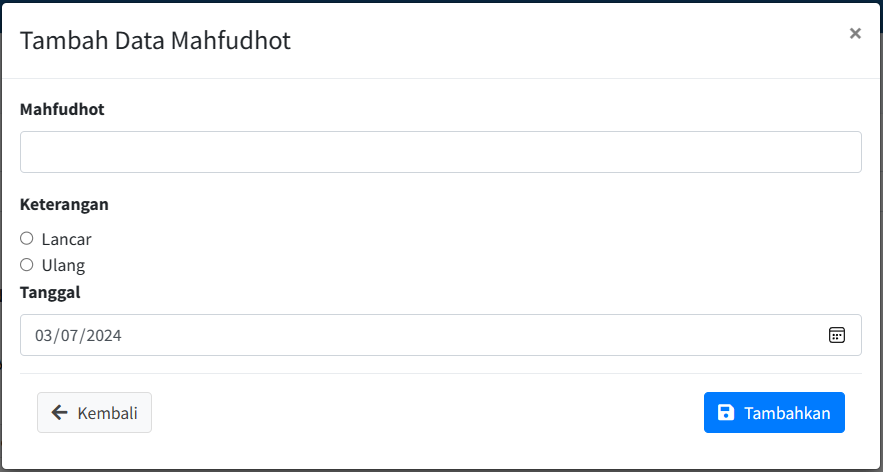 Tambah Data Mahfudhot
×
Mahfudhot
Keterangan
Lancar
Ulang
Tanggal
03/07/2024
Kembali
Tambahkan